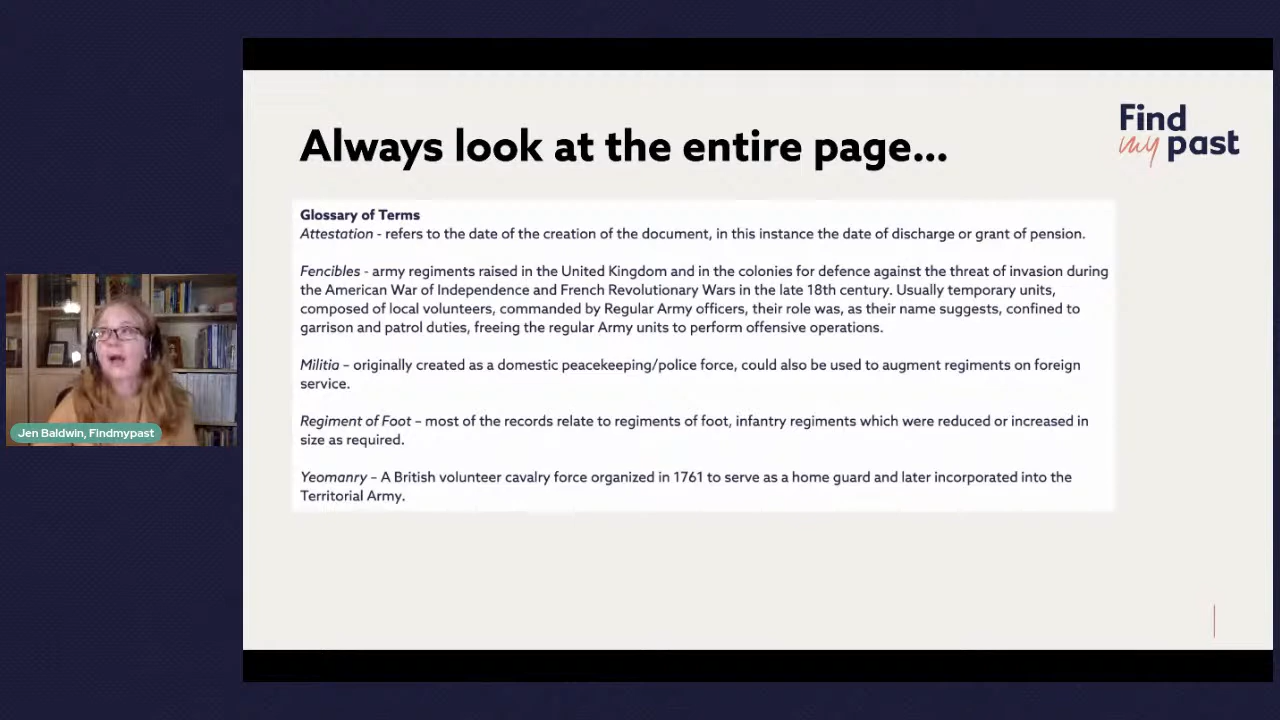 Always look at the entire page...
Find
my past
Glossary of Terms
Attestation - refers to the date of the creation of the document, in this instance the date of discharge or grant of pension.
Fencibles - army regiments raised in the United Kingdom and in the colonies for defence against the threat of invasion during
the American War of Independence and French Revolutionary Wars in the late 18th century. Usually temporary units,
composed of local volunteers, commanded by Regular Army officers, their role was, as their name suggests, confined to
garrison and patrol duties, freeing the regular Army units to perform offensive operations.
Militia – originally created as a domestic peacekeeping/police force, could also be used to augment regiments on foreign
service.
Regiment of Foot – most of the records relate to regiments of foot, infantry regiments which were reduced or increased in
size as required.
Yeomanry – A British volunteer cavalry force organized in 1761 to serve as a home guard and later incorporated into the
Territorial Army.
Jen Baldwin, Findmypast